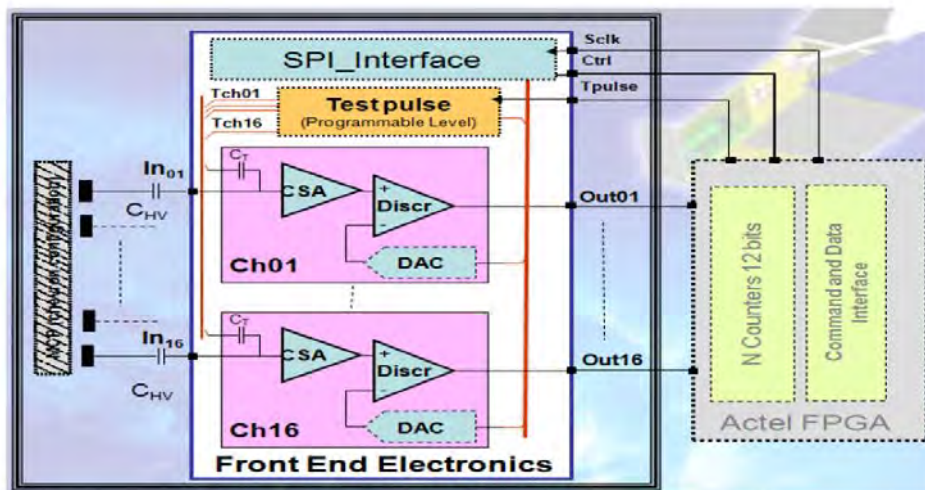 SPI_Interface
Sclk
Ctrl
Tpulse
Tch01
Tch16
Testpulse
(Programmable Level)
In01
CHV
CT
CSA
+
Discr
-
DAC
Ch01
Out01
In16
CHV
CT
CSA
+
Discr
-
DAC
Ch16
Out16
Front End Electronics
N Counters 12 bits
Command and Data
Interface
Actel FPGA